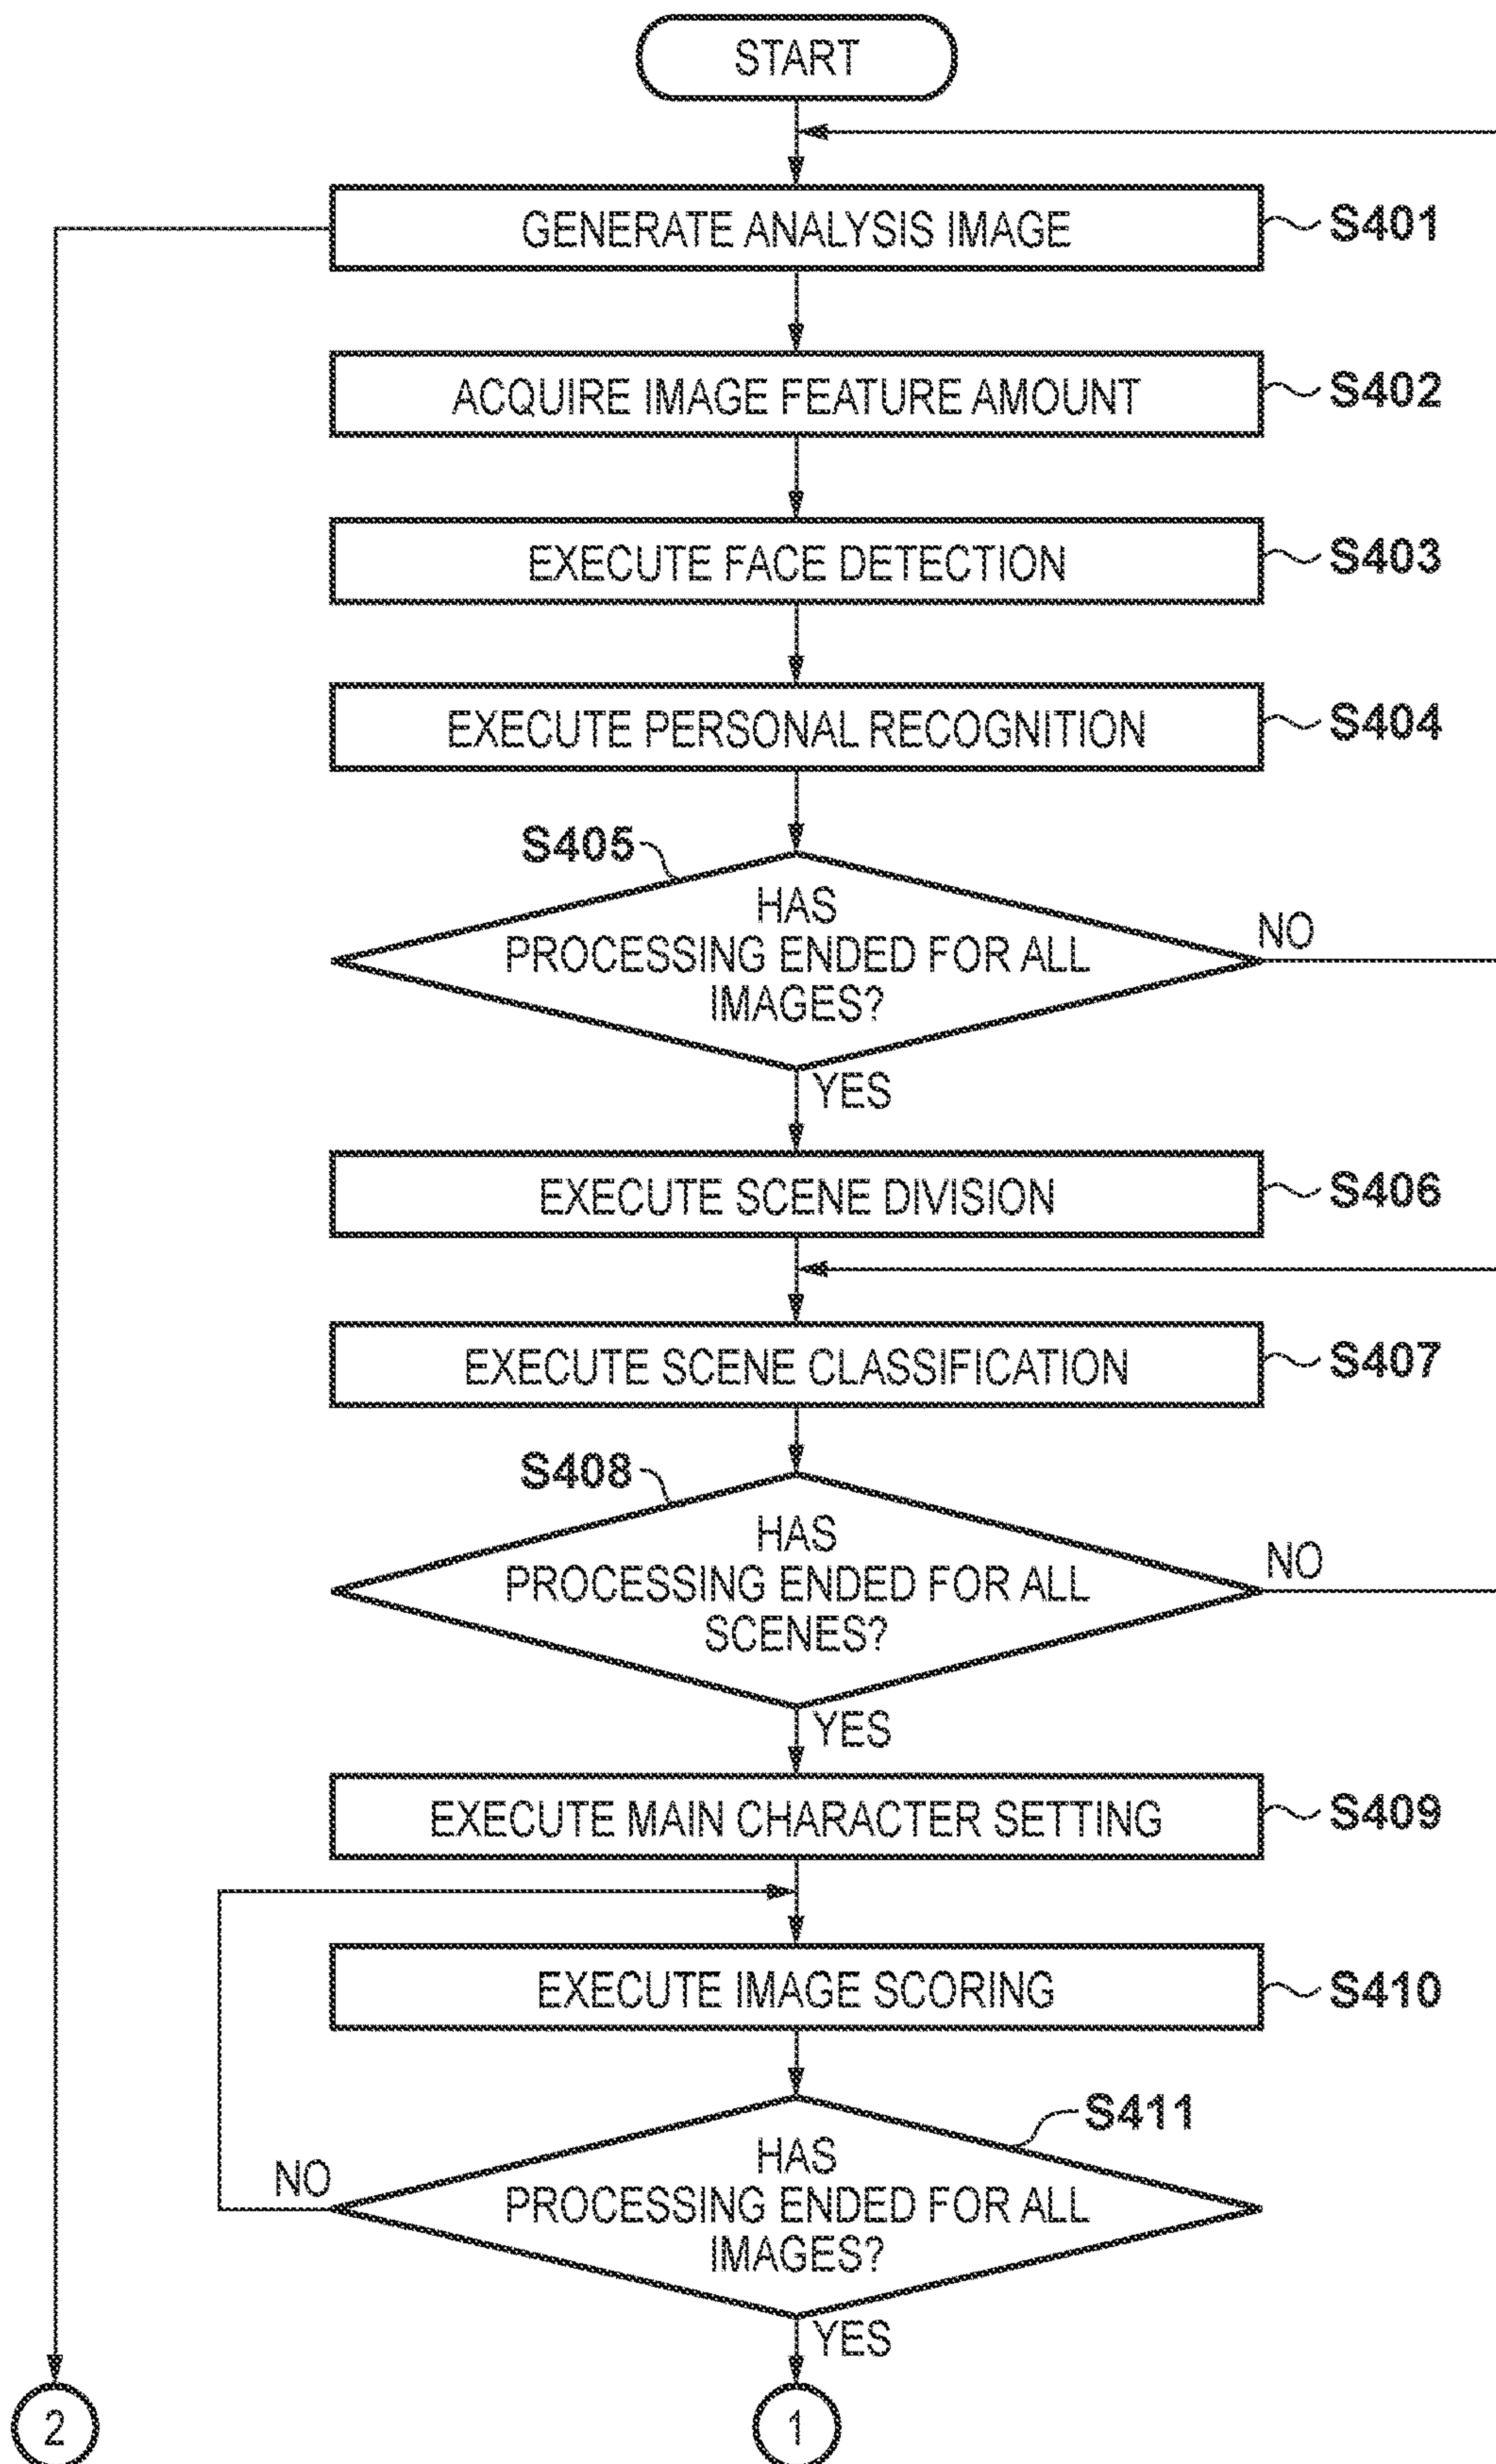 START
GENERATE ANALYSIS IMAGE
S401
ACQUIRE IMAGE FEATURE AMOUNT
S402
EXECUTE FACE DETECTION
S403
EXECUTE PERSONAL RECOGNITION
S404
S405
HAS
PROCESSING ENDED FOR ALL
IMAGES?
NO
YES
EXECUTE SCENE DIVISION
S406
EXECUTE SCENE CLASSIFICATION
S407
S408
HAS
PROCESSING ENDED FOR ALL
SCENES?
NO
YES
EXECUTE MAIN CHARACTER SETTING
S409
EXECUTE IMAGE SCORING
S410
S411
HAS
PROCESSING ENDED FOR ALL
IMAGES?
NO
YES
2
1